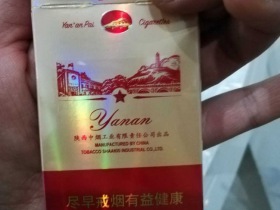 Yan'an Pai Cigarettes
Yanan
陕西中烟工业有限责任公司出品
MANUFACTURED BY CHINA
TOBACCO SHAANXI INDUSTRIAL CO., LTD.
尽早戒烟有益健康